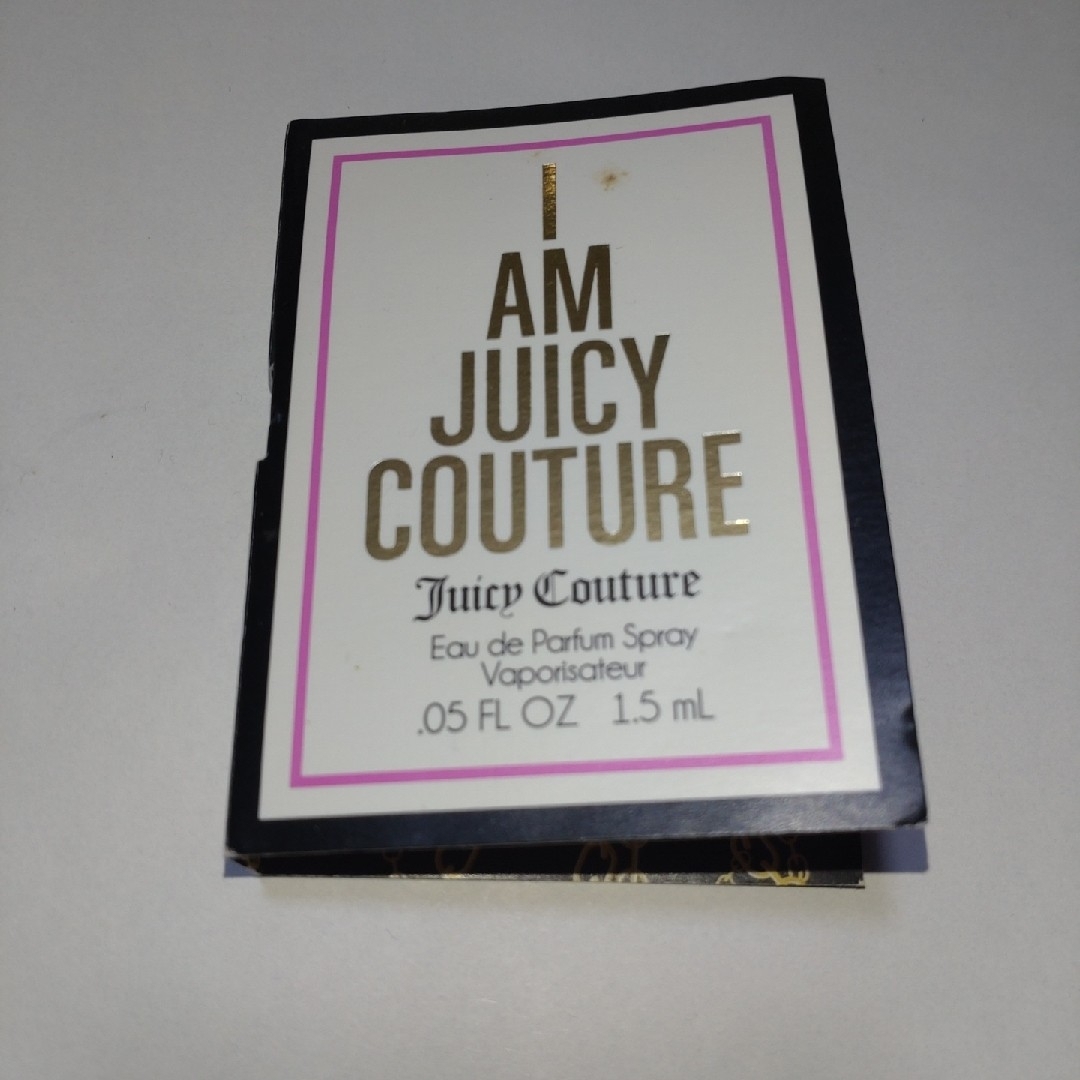 I
AM
JUICY
COUTURE
Juicy Couture
Eau de Parfum Spray
Vaporisateur
.05 FL OZ 1.5 mL